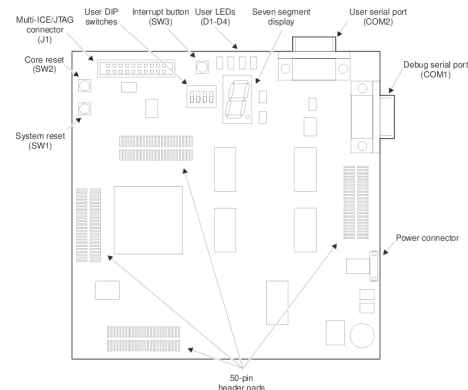 Multi-ICE/JTAG
connector
(J1)
User DIP
switches
Interrupt button
(SW3)
User LEDs
(D1-D4)
Seven segment
display
User serial port
(COM2)
Debug serial port
(COM1)
Core reset
(SW2)
System reset
(SW1)
Power connector
50-pin
header pads